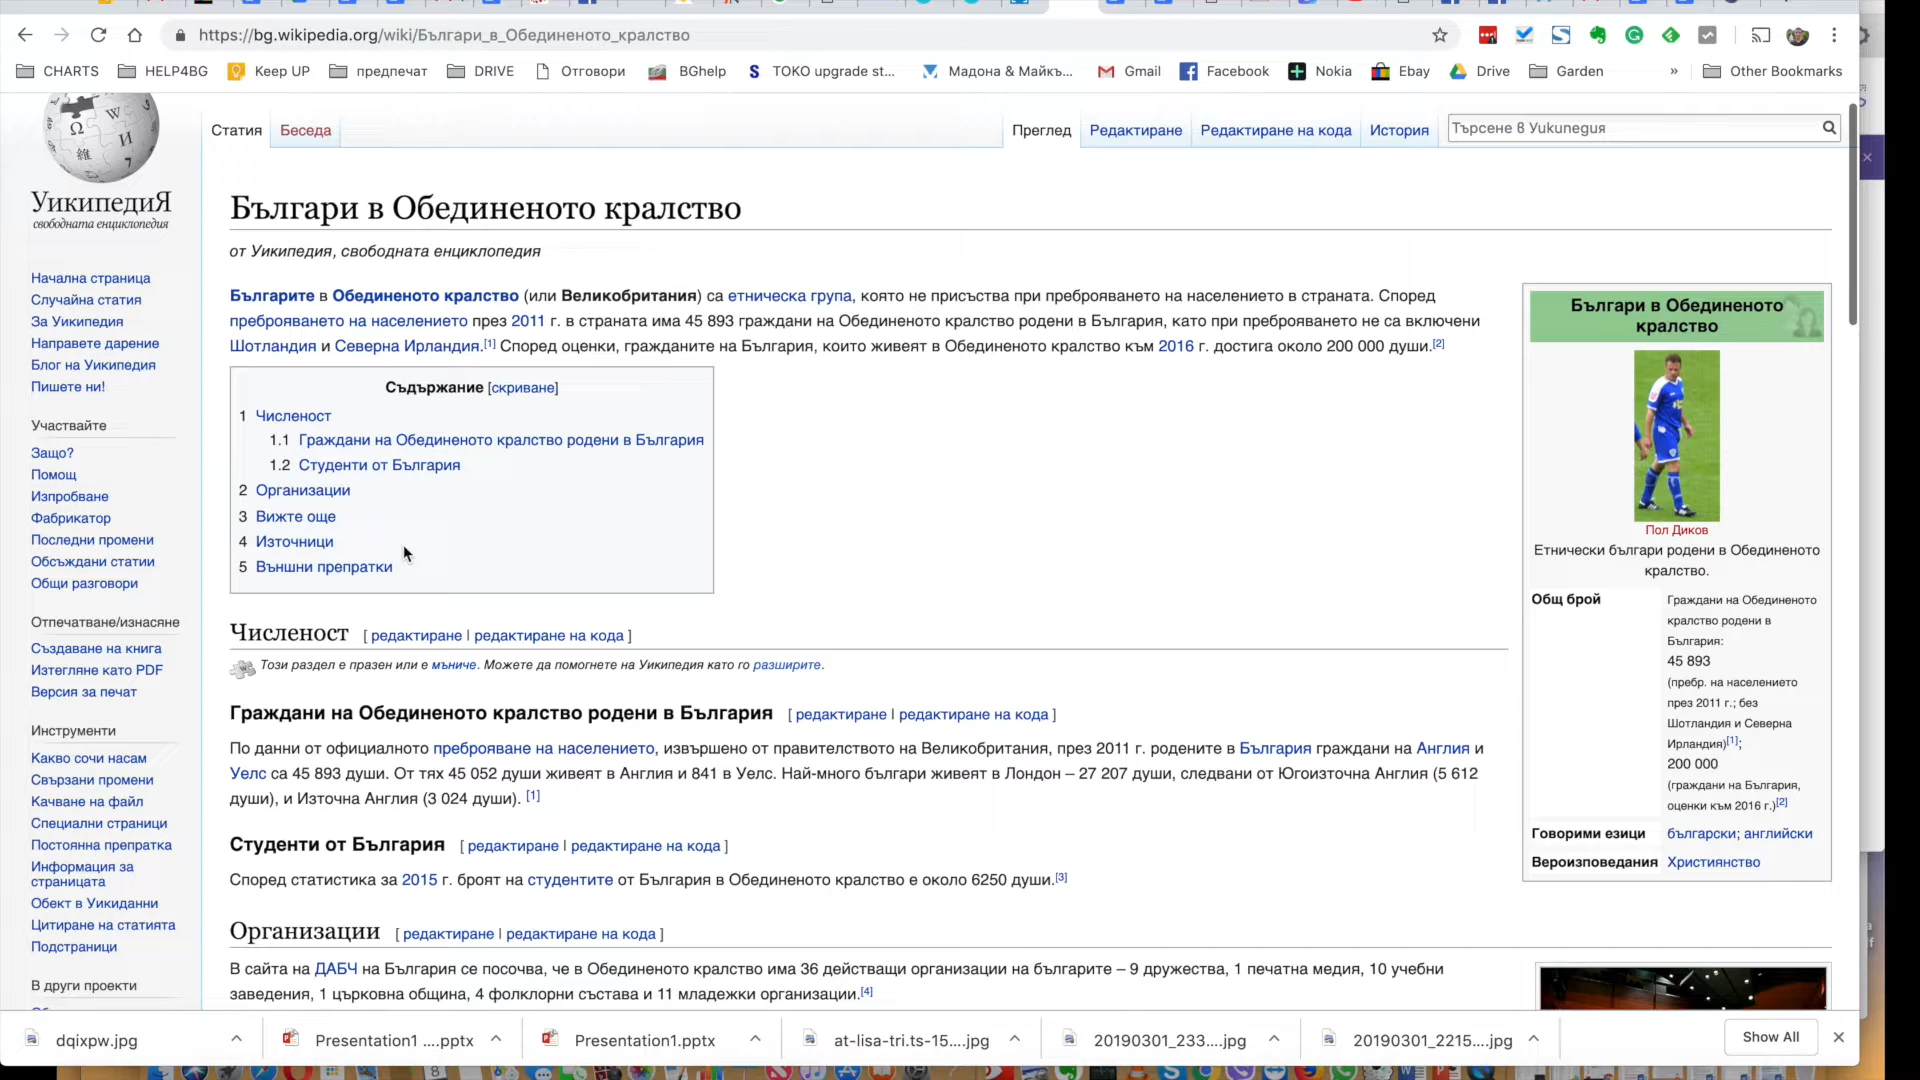 https://bg.wikipedia.org/wiki/Българи_в_Обединеното_кралство
CHARTS HELP4BG Keep UP предпечат DRIVE Отговори BGhelp TOKO upgrade st... Мадона & Майкъ... Gmail Facebook Nokia Ebay Drive Garden » Other Bookmarks
Статия Беседа Преглед Редактиране Редактиране на кода История Търсене в Уикипедия
УикипедиЯ
свободната енциклопедия
Начална страница
Случайна статия
За Уикипедия
Направете дарение
Блог на Уикипедия
Пишете ни!
Участвайте
Защо?
Помощ
Изпробване
Фабрикатор
Последни промени
Обсъждани статии
Общи разговори
Отпечатване/изнасяне
Създаване на книга
Изтегляне като PDF
Версия за печат
Инструменти
Какво сочи насам
Свързани промени
Качване на файл
Специални страници
Постоянна препратка
Информация за
страницата
Обект в Уикиданни
Цитиране на статията
Подстраници
В други проекти
Българи в Обединеното кралство
от Уикипедия, свободната енциклопедия
Българите в Обединеното кралство (или Великобритания) са етническа група, която не присъства при преброяването на населението в страната. Според
преброяването на населението през 2011 г. в страната има 45 893 граждани на Обединеното кралство родени в България, като при преброяването не са включени
Шотландия и Северна Ирландия.[1] Според оценки, гражданите на България, които живеят в Обединеното кралство към 2016 г. достига около 200 000 души.[2]
Съдържание [скриване]
1 Численост
1.1 Граждани на Обединеното кралство родени в България
1.2 Студенти от България
2 Организации
3 Вижте още
4 Източници
5 Външни препратки
Численост [ редактиране | редактиране на кода ]
Този раздел е празен или е мъниче. Можете да помогнете на Уикипедия като го разширите.
Граждани на Обединеното кралство родени в България [ редактиране | редактиране на кода ]
По данни от официалното преброяване на населението, извършено от правителството на Великобритания, през 2011 г. родените в България граждани на Англия и
Уелс са 45 893 души. От тях 45 052 души живеят в Англия и 841 в Уелс. Най-много българи живеят в Лондон – 27 207 души, следвани от Югоизточна Англия (5 612
души), и Източна Англия (3 024 души). [1]
Студенти от България [ редактиране | редактиране на кода ]
Според статистика за 2015 г. броят на студентите от България в Обединеното кралство е около 6250 души.[3]
Организации [ редактиране | редактиране на кода ]
В сайта на ДАБЧ на България се посочва, че в Обединеното кралство има 36 действащи организации на българите – 9 дружества, 1 печатна медия, 10 учебни
заведения, 1 църковна община, 4 фолклорни състава и 11 младежки организации.[4]
Българи в Обединеното
кралство
Пол Диков
Етнически българи родени в Обединеното
кралство.
Общ брой Граждани на Обединеното
кралство родени в
България:
45 893
(пребр. на населението
през 2011 г.; без
Шотландия и Северна
Ирландия)[1];
200 000
(граждани на България,
оценки към 2016 г.)[2]
Говорими езици български; английски
Вероизповедания Християнство
dqixpw.jpg Presentation1 ....pptx Presentation1.pptx at-lisa-tri.ts-15....jpg 20190301_233....jpg 20190301_2215....jpg Show All